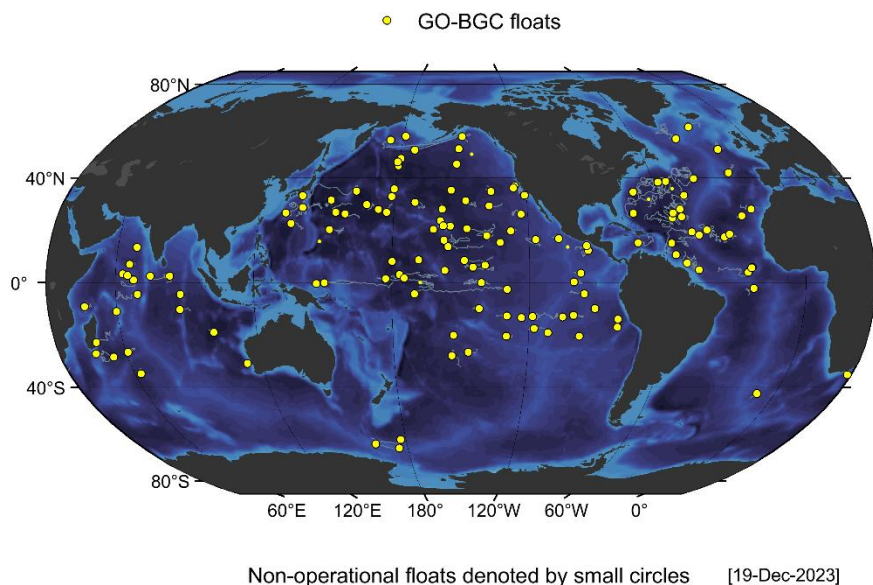 GO-BGC floats
80°N
40°N
0°
40°S
80°S
60°E 120°E 180°W 120°W 60°W 0°
Non-operational floats denoted by small circles [19-Dec-2023]